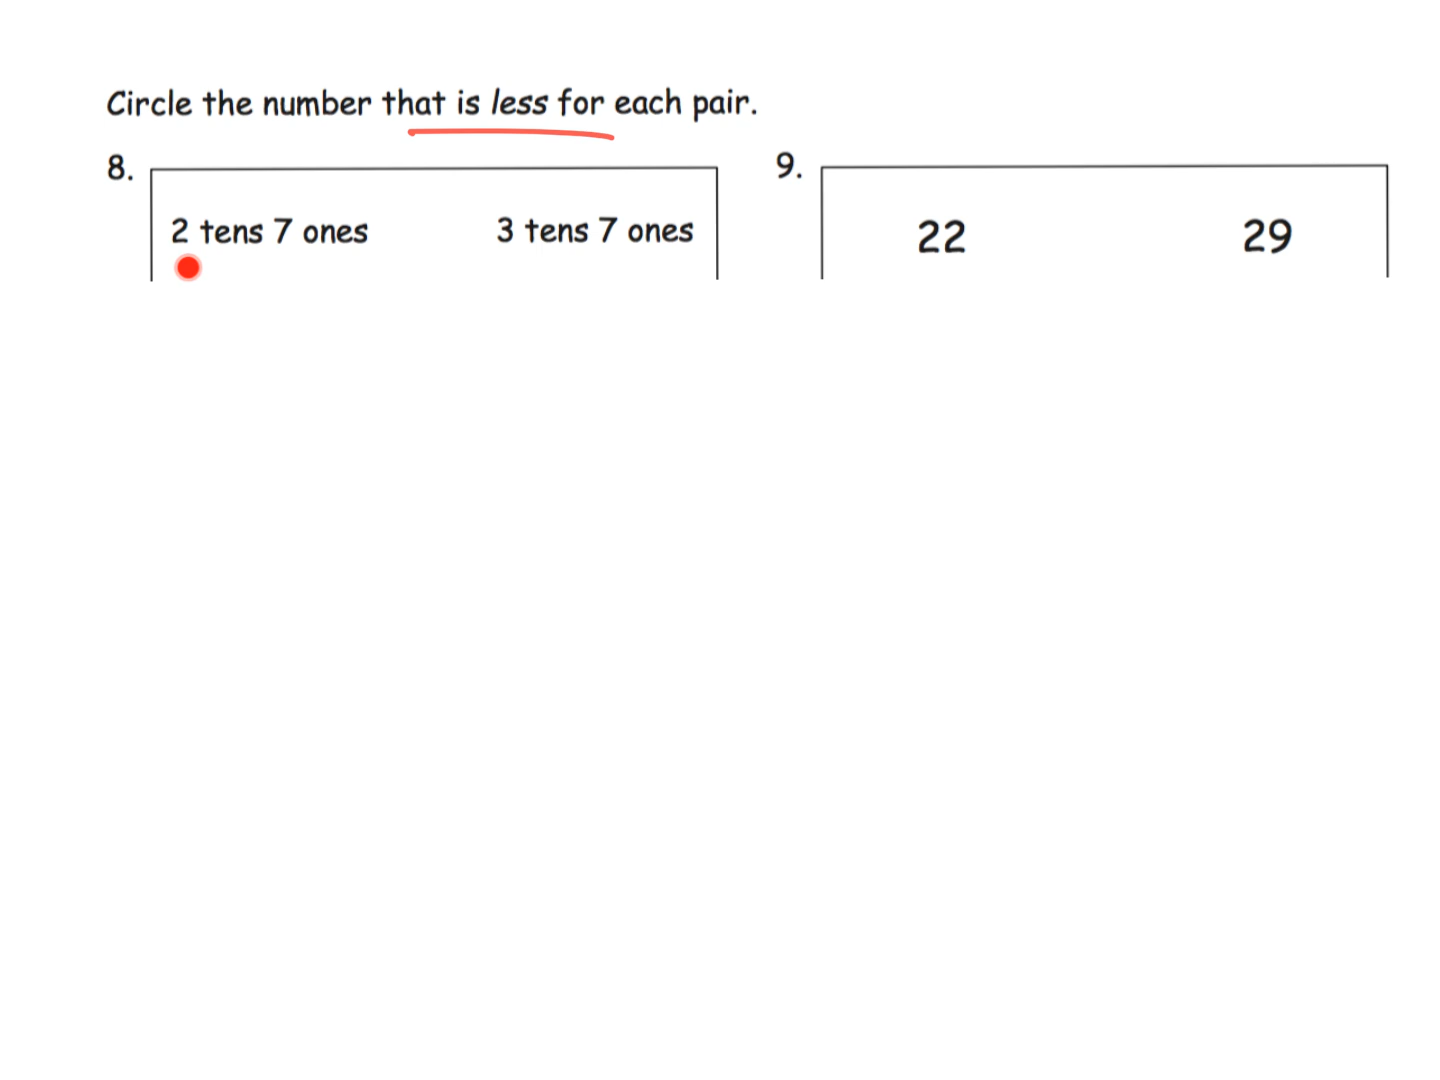 Circle the number that is less for each pair.
8.
2 tens 7 ones 3 tens 7 ones
9.
22 29